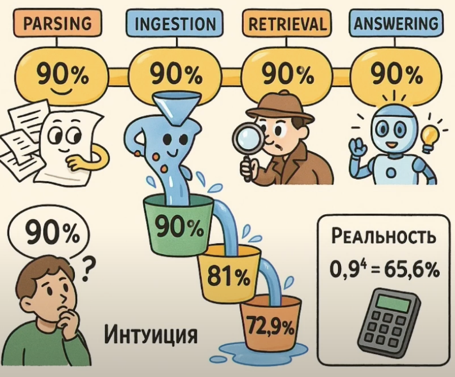 PARSING
INGESTION
RETRIEVAL
ANSWERING
90%
90%
90%
90%
90%
?
90%
81%
72,9%
Интуиция
Реальность
0,9⁴ = 65,6%